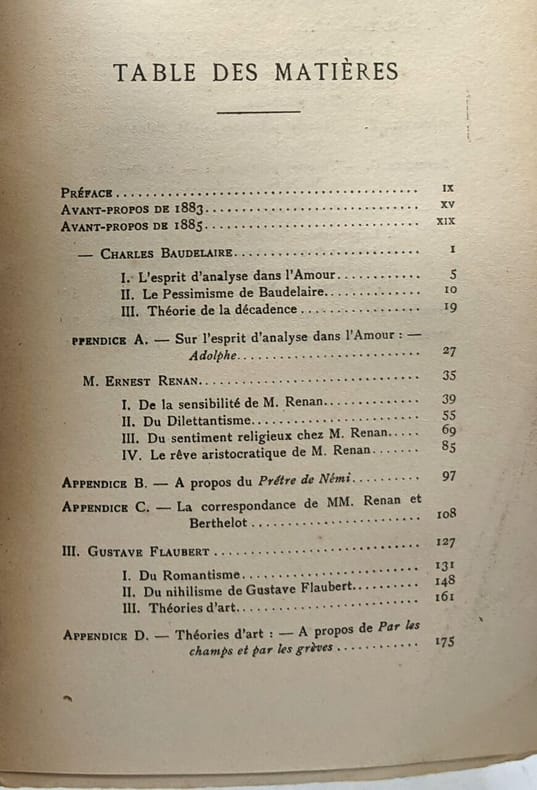 TABLE DES MATIÈRES
PRÉFACE........................................ IX
AVANT-PROPOS DE 1883............................. XV
AVANT-PROPOS DE 1885............................. XIX
— CHARLES BAUDELAIRE......................... 1
I. L'esprit d'analyse dans l'Amour............ 5
II. Le Pessimisme de Baudelaire............. 10
III. Théorie de la décadence................ 19
PPENDICE A. — Sur l'esprit d'analyse dans l'Amour : —
Adolphe......................... 27
M. ERNEST RENAN.............................. 35
I. De la sensibilité de M. Renan............. 39
II. Du Dilettantisme....................... 55
III. Du sentiment religieux chez M. Renan..... 69
IV. Le rêve aristocratique de M. Renan........ 85
APPENDICE B. — A propos du Prêtre de Némi.......... 97
APPENDICE C. — La correspondance de MM. Renan et
Berthelot........................ 108
III. GUSTAVE FLAUBERT............................. 127
I. Du Romantisme........................ 131
II. Du nihilisme de Gustave Flaubert.......... 148
III. Théories d'art......................... 161
APPENDICE D. — Théories d'art : — A propos de Par les
champs et par les grèves............ 175